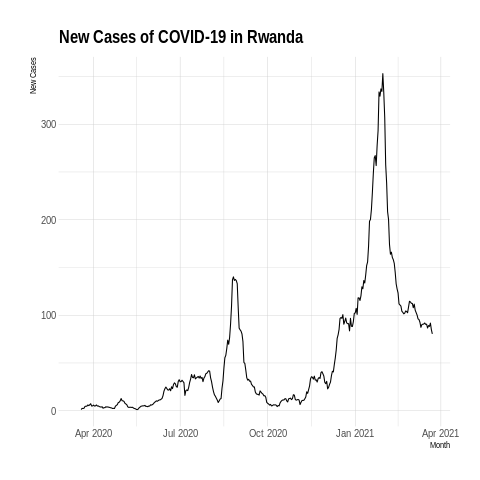 New Cases of COVID-19 in Rwanda
New Cases
300
200
100
0
Apr 2020 Jul 2020 Oct 2020 Jan 2021 Apr 2021
Month